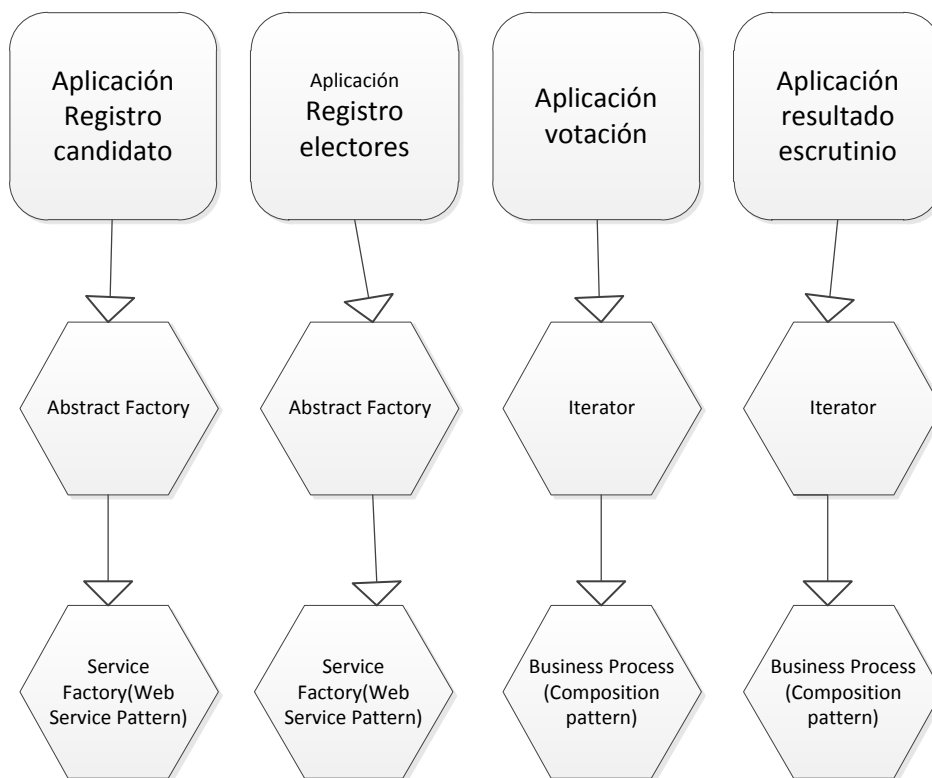 Aplicación
Registro
candidato
Aplicación
Registro
electores
Aplicación
votación
Aplicación
resultado
escrutinio
Abstract Factory
Abstract Factory
Iterator
Iterator
Service
Factory(Web
Service Pattern)
Service
Factory(Web
Service Pattern)
Business Process
(Composition
pattern)
Business Process
(Composition
pattern)